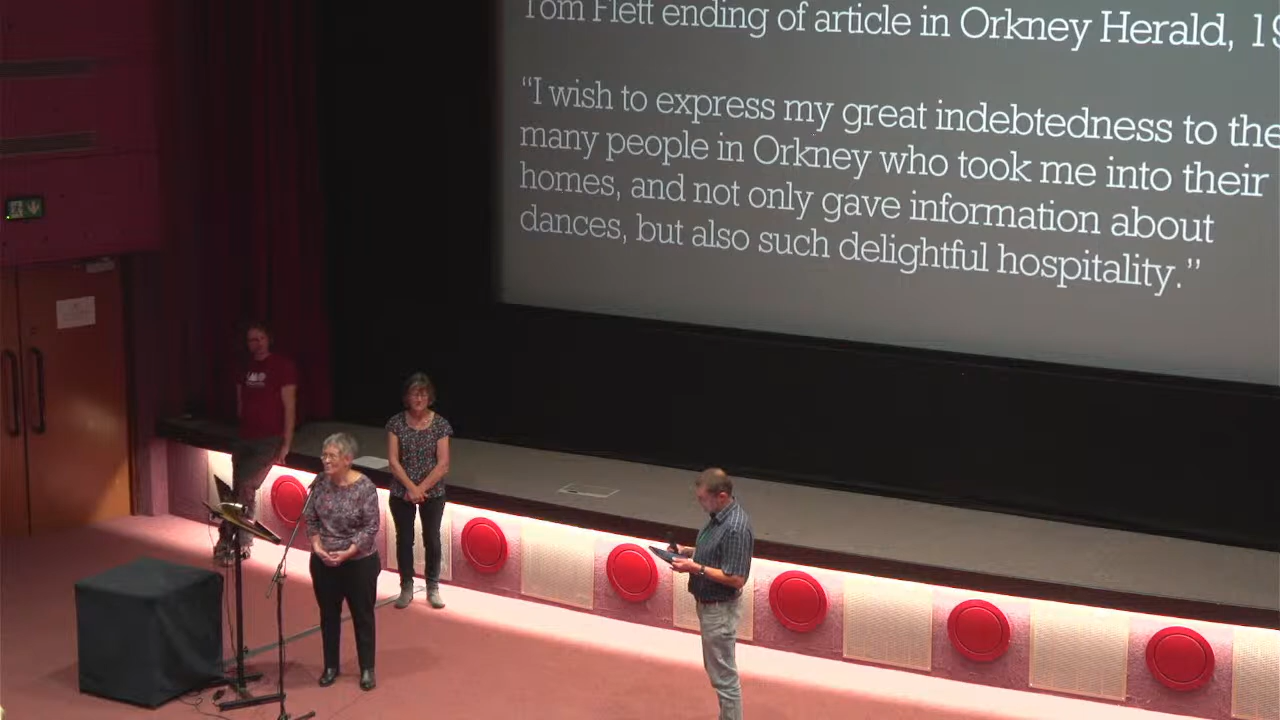 Tom Flett ending of article in Orkney Herald, 19
“I wish to express my great indebtedness to the
many people in Orkney who took me into their
homes, and not only gave information about
dances, but also such delightful hospitality.”